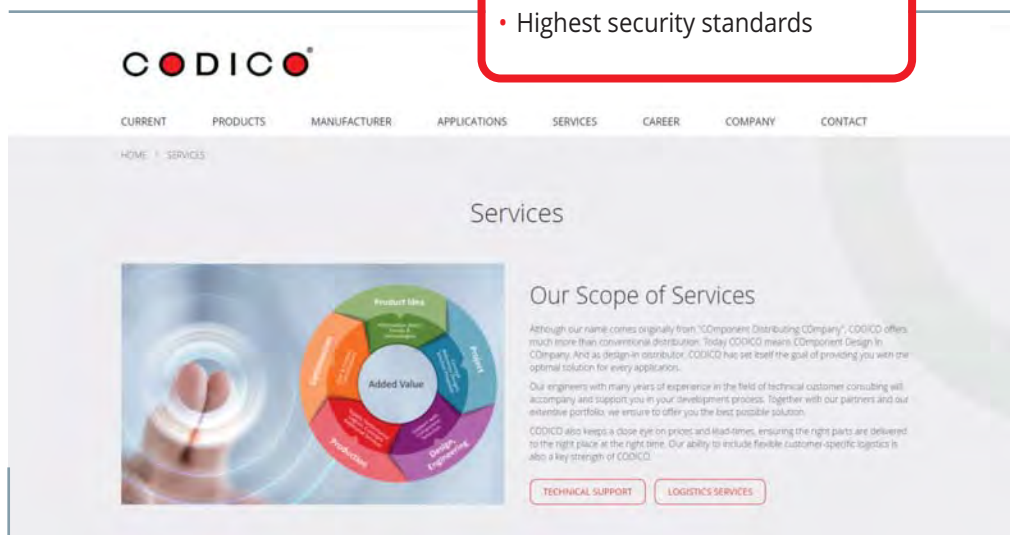 • Highest security standards
CODICO®
CURRENT PRODUCTS MANUFACTURER APPLICATIONS SERVICES CAREER COMPANY CONTACT
HOME › SERVICES
Services
Our Scope of Services
Although our name comes originally from "COmponent DIstributing COmpany", CODICO offers
much more than conventional distribution. Today CODICO means COmponent Design In
COmpany. And as design-in distributor, CODICO has set itself the goal of providing you with the
optimal solution for every application.
Our engineers with many years of experience in the field of technical customer consulting will
accompany and support you in your development process. Together with our partners and our
extensive portfolio, we ensure to offer you the best possible solution.
CODICO also keeps a close eye on prices and lead-times, ensuring the right parts are delivered
to the right place at the right time. Our ability to include flexible customer-specific logistics is
also a key strength of CODICO.
TECHNICAL SUPPORT LOGISTICS SERVICES
Product Idea
Project
Design,
Engineering
Production
Added Value